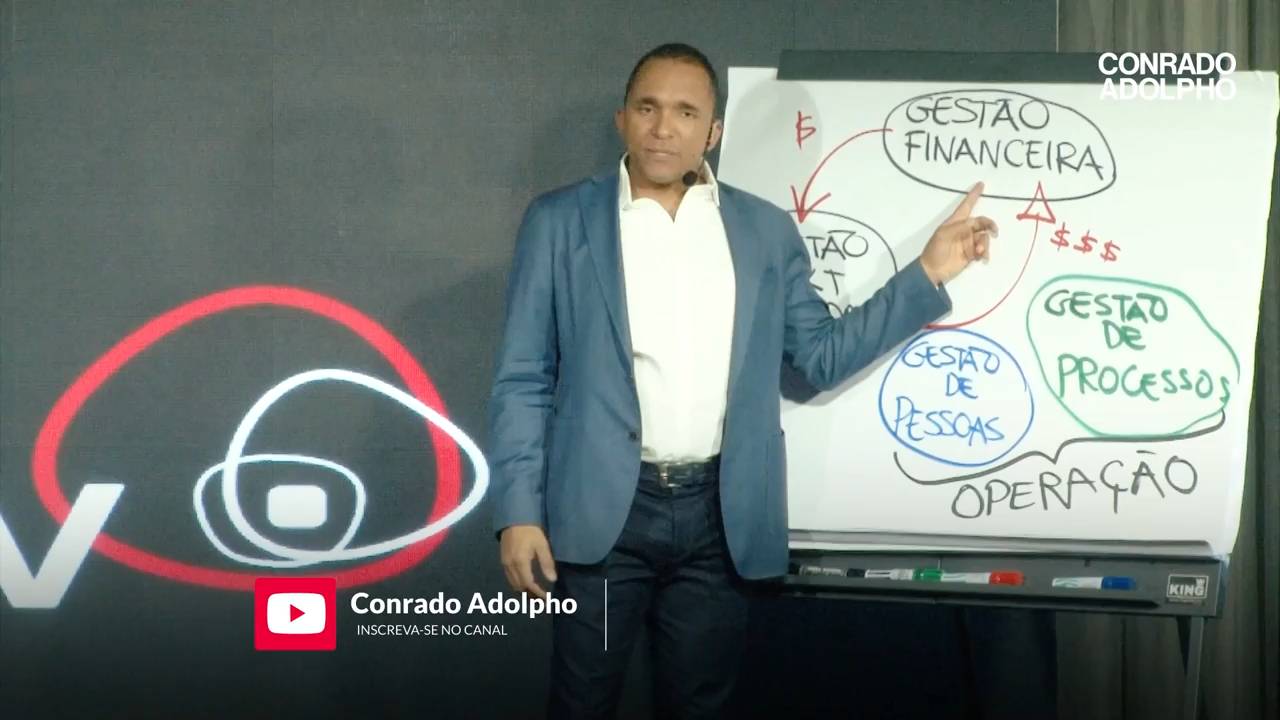 CONRADO
ADOLPHO
GESTÃO
FINANCEIRA
$
$$$
GESTÃO
DE
PROCESSOS
GESTÃO
DE
PESSOAS
OPERAÇÃO
KING
V
Conrado Adolpho
INSCREVA-SE NO CANAL